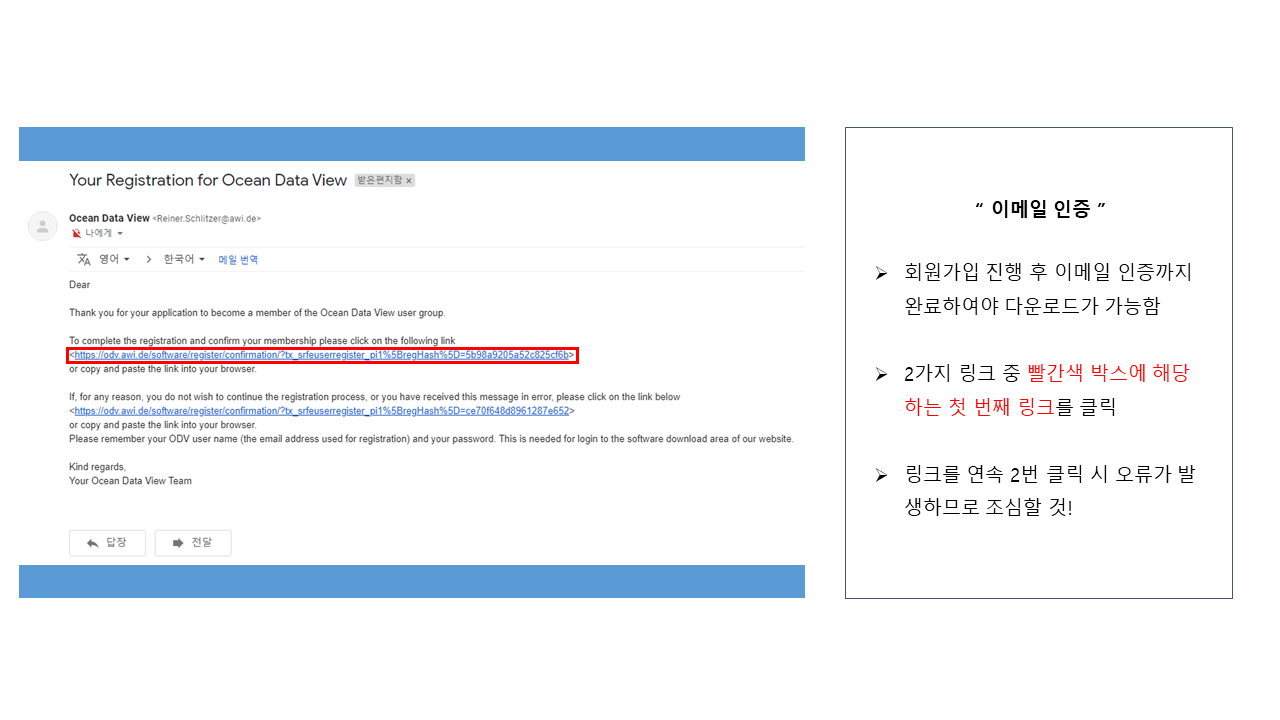 Your Registration for Ocean Data View 받은편지함 ×
Ocean Data View <Reiner.Schlitzer@awi.de>
나에게
영어 > 한국어 메일 번역
Dear
Thank you for your application to become a member of the Ocean Data View user group.
To complete the registration and confirm your membership please click on the following link
<https://odv.awi.de/software/register/confirmation/?tx_srfeuserregister_pi1%5BregHash%5D=5b98a9205a52c825cf6b>
or copy and paste the link into your browser.
If, for any reason, you do not wish to continue the registration process, or you have received this message in error, please click on the link below
<https://odv.awi.de/software/register/confirmation/?tx_srfeuserregister_pi1%5BregHash%5D=ce70f648d8961287e652>
or copy and paste the link into your browser.
Please remember your ODV user name (the email address used for registration) and your password. This is needed for login to the software download area of our website.
Kind regards,
Your Ocean Data View Team
답장 전달
“ 이메일 인증 ”
➢ 회원가입 진행 후 이메일 인증까지
완료하여야 다운로드가 가능함
➢ 2가지 링크 중 빨간색 박스에 해당
하는 첫 번째 링크를 클릭
➢ 링크를 연속 2번 클릭 시 오류가 발
생하므로 조심할 것!